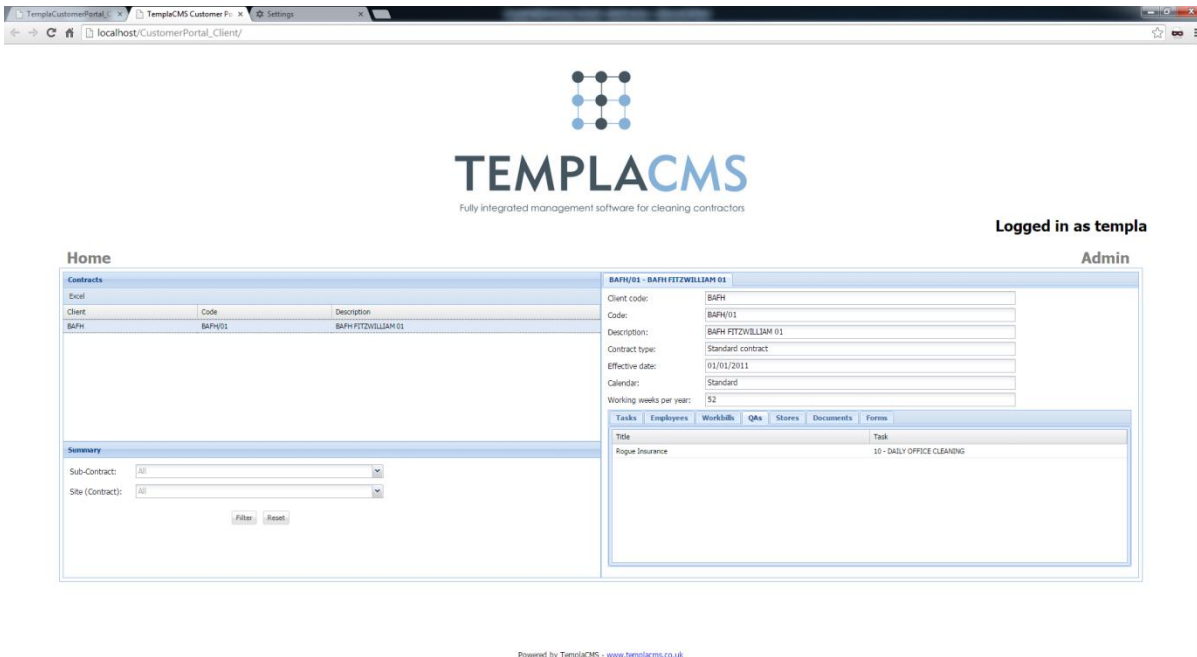 TemplaCustomerPortal_C
TemplaCMS Customer Po
Settings
localhost/CustomerPortal_Client/
TEMPLACMS
Fully integrated management software for cleaning contractors
Logged in as templa
Home
Admin
Contracts
Excel
Client Code Description
BAFH BAFH/01 BAFH FITZWILLIAM 01
Summary
Sub-Contract: All
Site (Contract): All
Filter Reset
BAFH/01 - BAFH FITZWILLIAM 01
Client code: BAFH
Code: BAFH/01
Description: BAFH FITZWILLIAM 01
Contract type: Standard contract
Effective date: 01/01/2011
Calendar: Standard
Working weeks per year: 52
Tasks Employees Workbills QAs Stores Documents Forms
Title Task
Rogue Insurance 10 - DAILY OFFICE CLEANING
Powered by TemplaCMS - www.templacms.co.uk